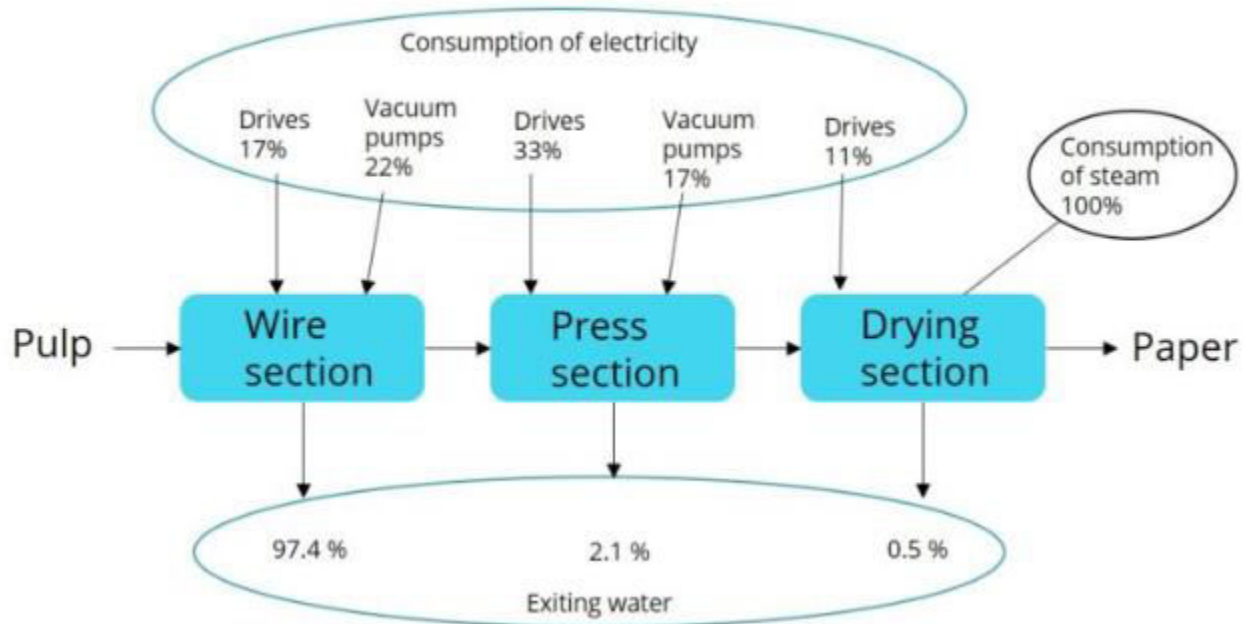 Consumption of electricity
Drives
17%
Vacuum
pumps
22%
Drives
33%
Vacuum
pumps
17%
Drives
11%
Consumption
of steam
100%
Pulp
Wire
section
Press
section
Drying
section
Paper
97.4 %
2.1 %
0.5 %
Exiting water